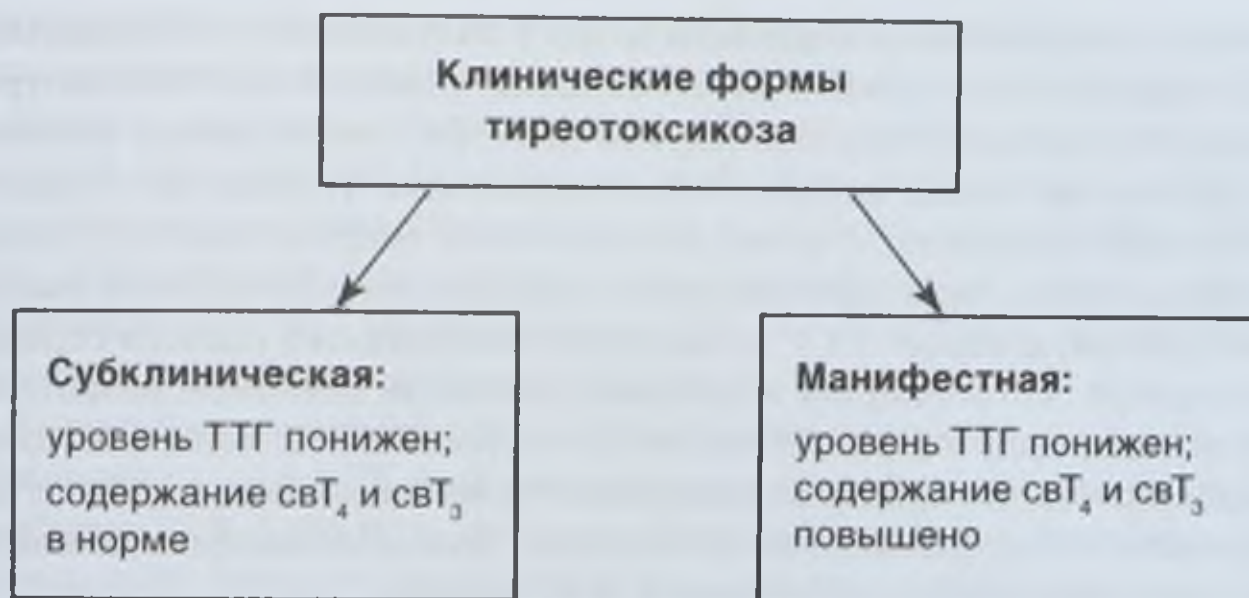 Клинические формы
тиреотоксикоза
Субклиническая:
уровень ТТГ понижен;
содержание свТ₄ и свТ₃
в норме
Манифестная:
уровень ТТГ понижен;
содержание свТ₄ и свТ₃
повышено